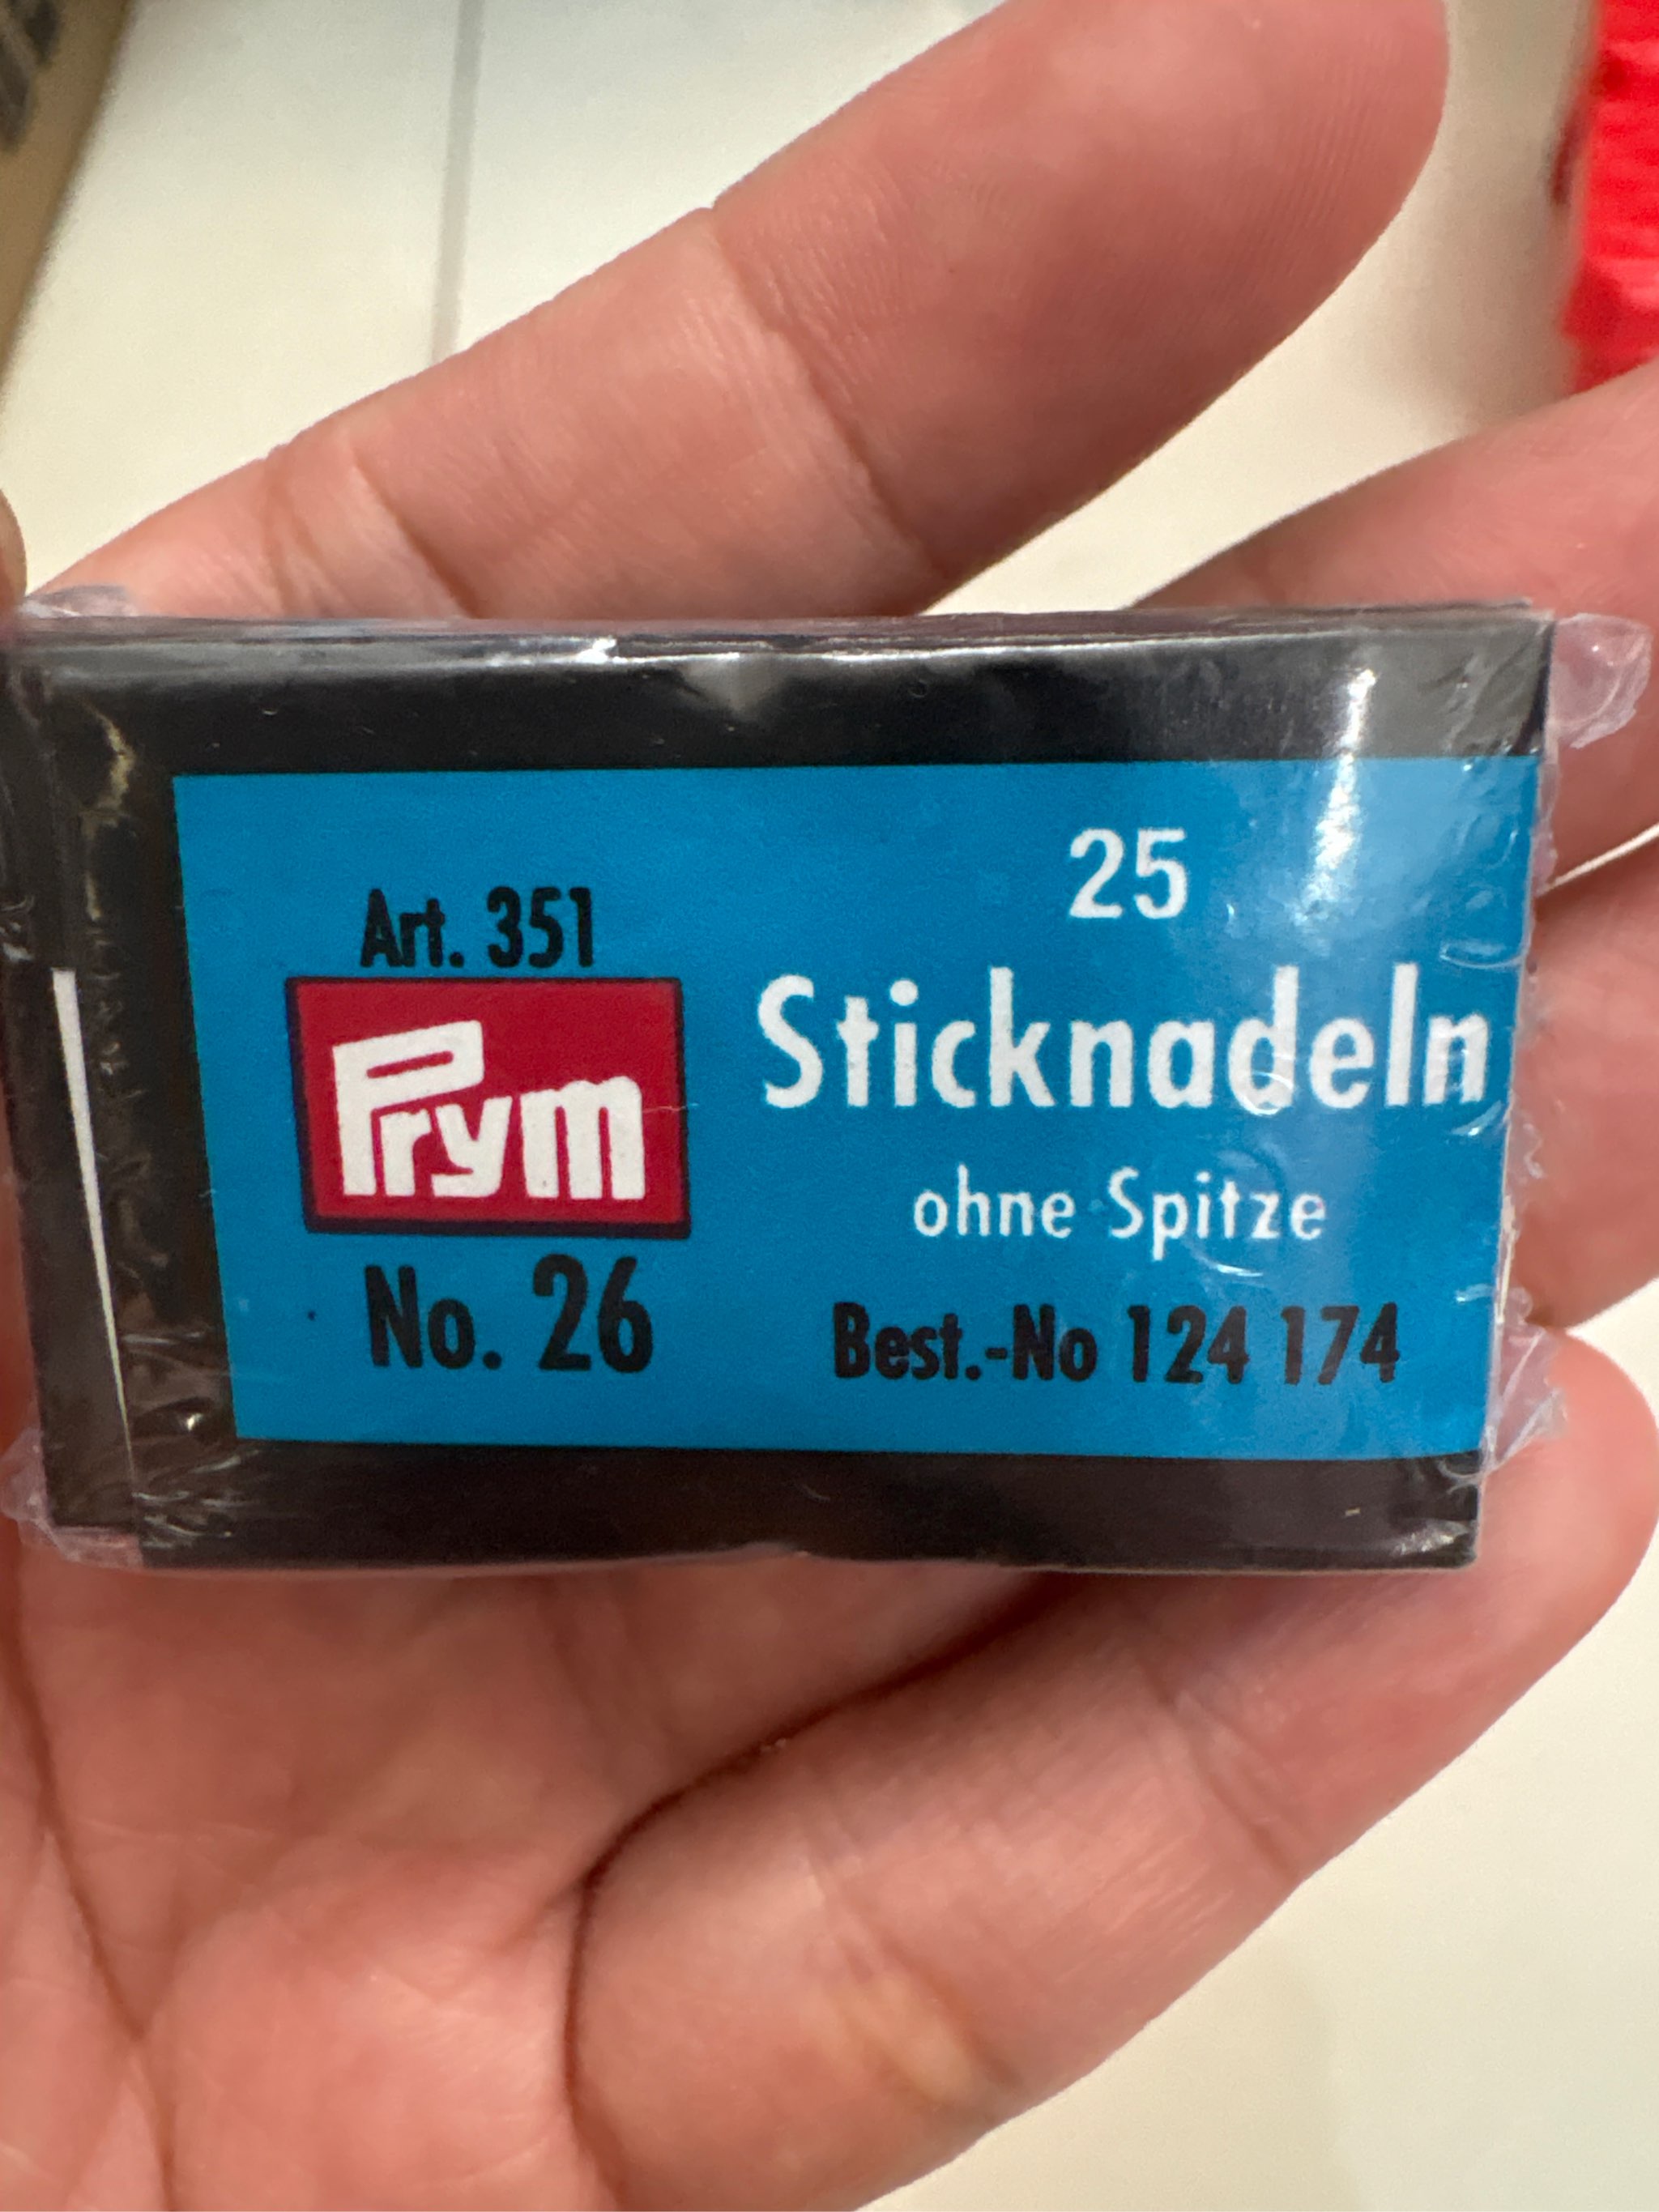 Art. 351
Prym
No. 26
25
Sticknadeln
ohne Spitze
Best.-No 124 174